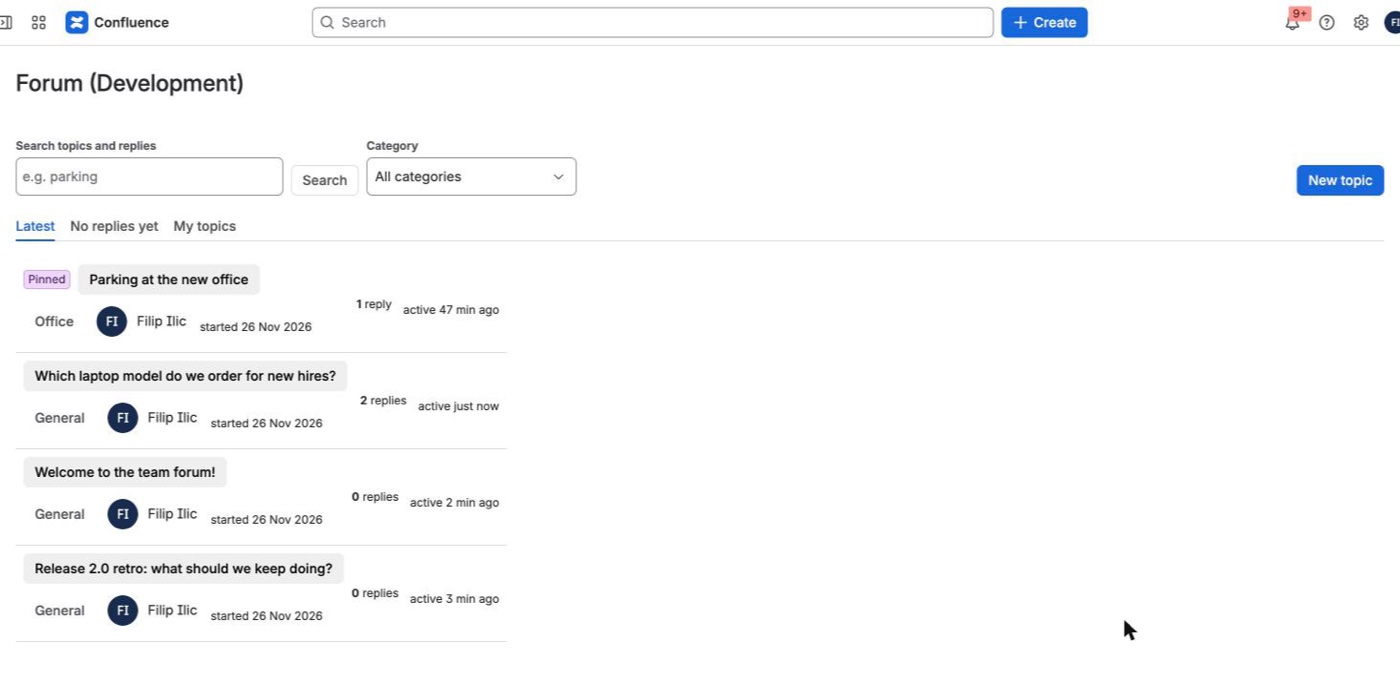 Confluence
Search
+ Create
9+
FI
Forum (Development)
Search topics and replies
Category
e.g. parking
Search
All categories
New topic
Latest
No replies yet
My topics
Pinned
Parking at the new office
Office
FI
Filip Ilic
started 26 Nov 2026
1 reply
active 47 min ago
Which laptop model do we order for new hires?
General
FI
Filip Ilic
started 26 Nov 2026
2 replies
active just now
Welcome to the team forum!
General
FI
Filip Ilic
started 26 Nov 2026
0 replies
active 2 min ago
Release 2.0 retro: what should we keep doing?
General
FI
Filip Ilic
started 26 Nov 2026
0 replies
active 3 min ago